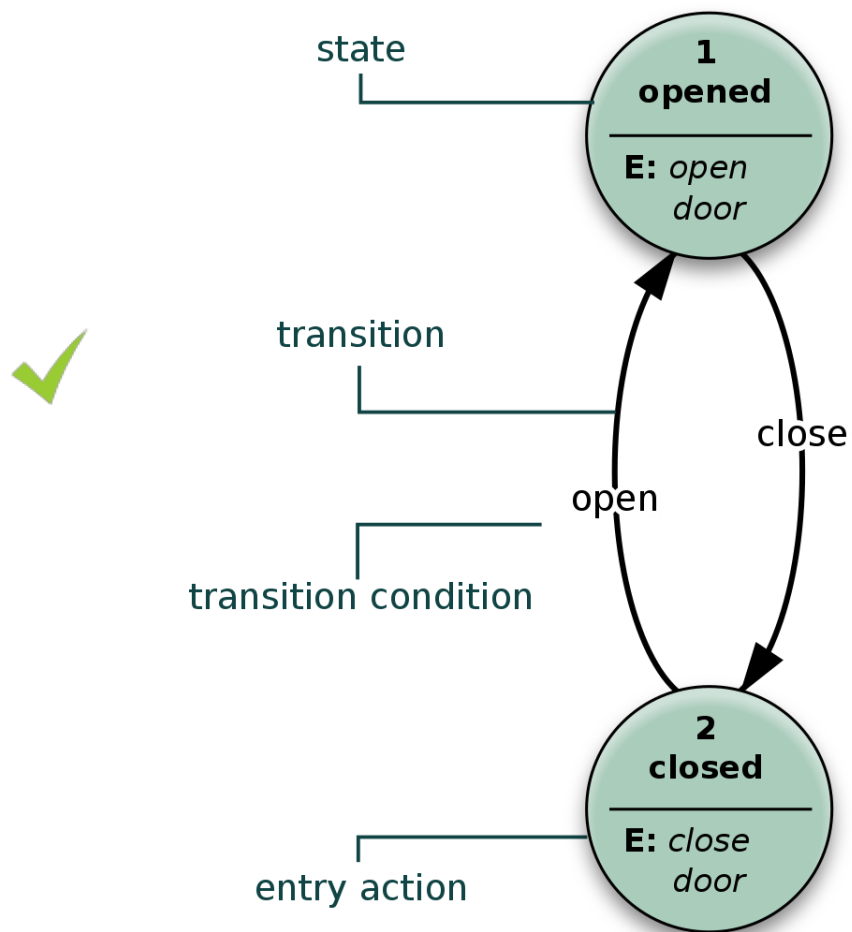 state
1
opened
E: open
door
transition
close
open
transition condition
2
closed
E: close
door
entry action